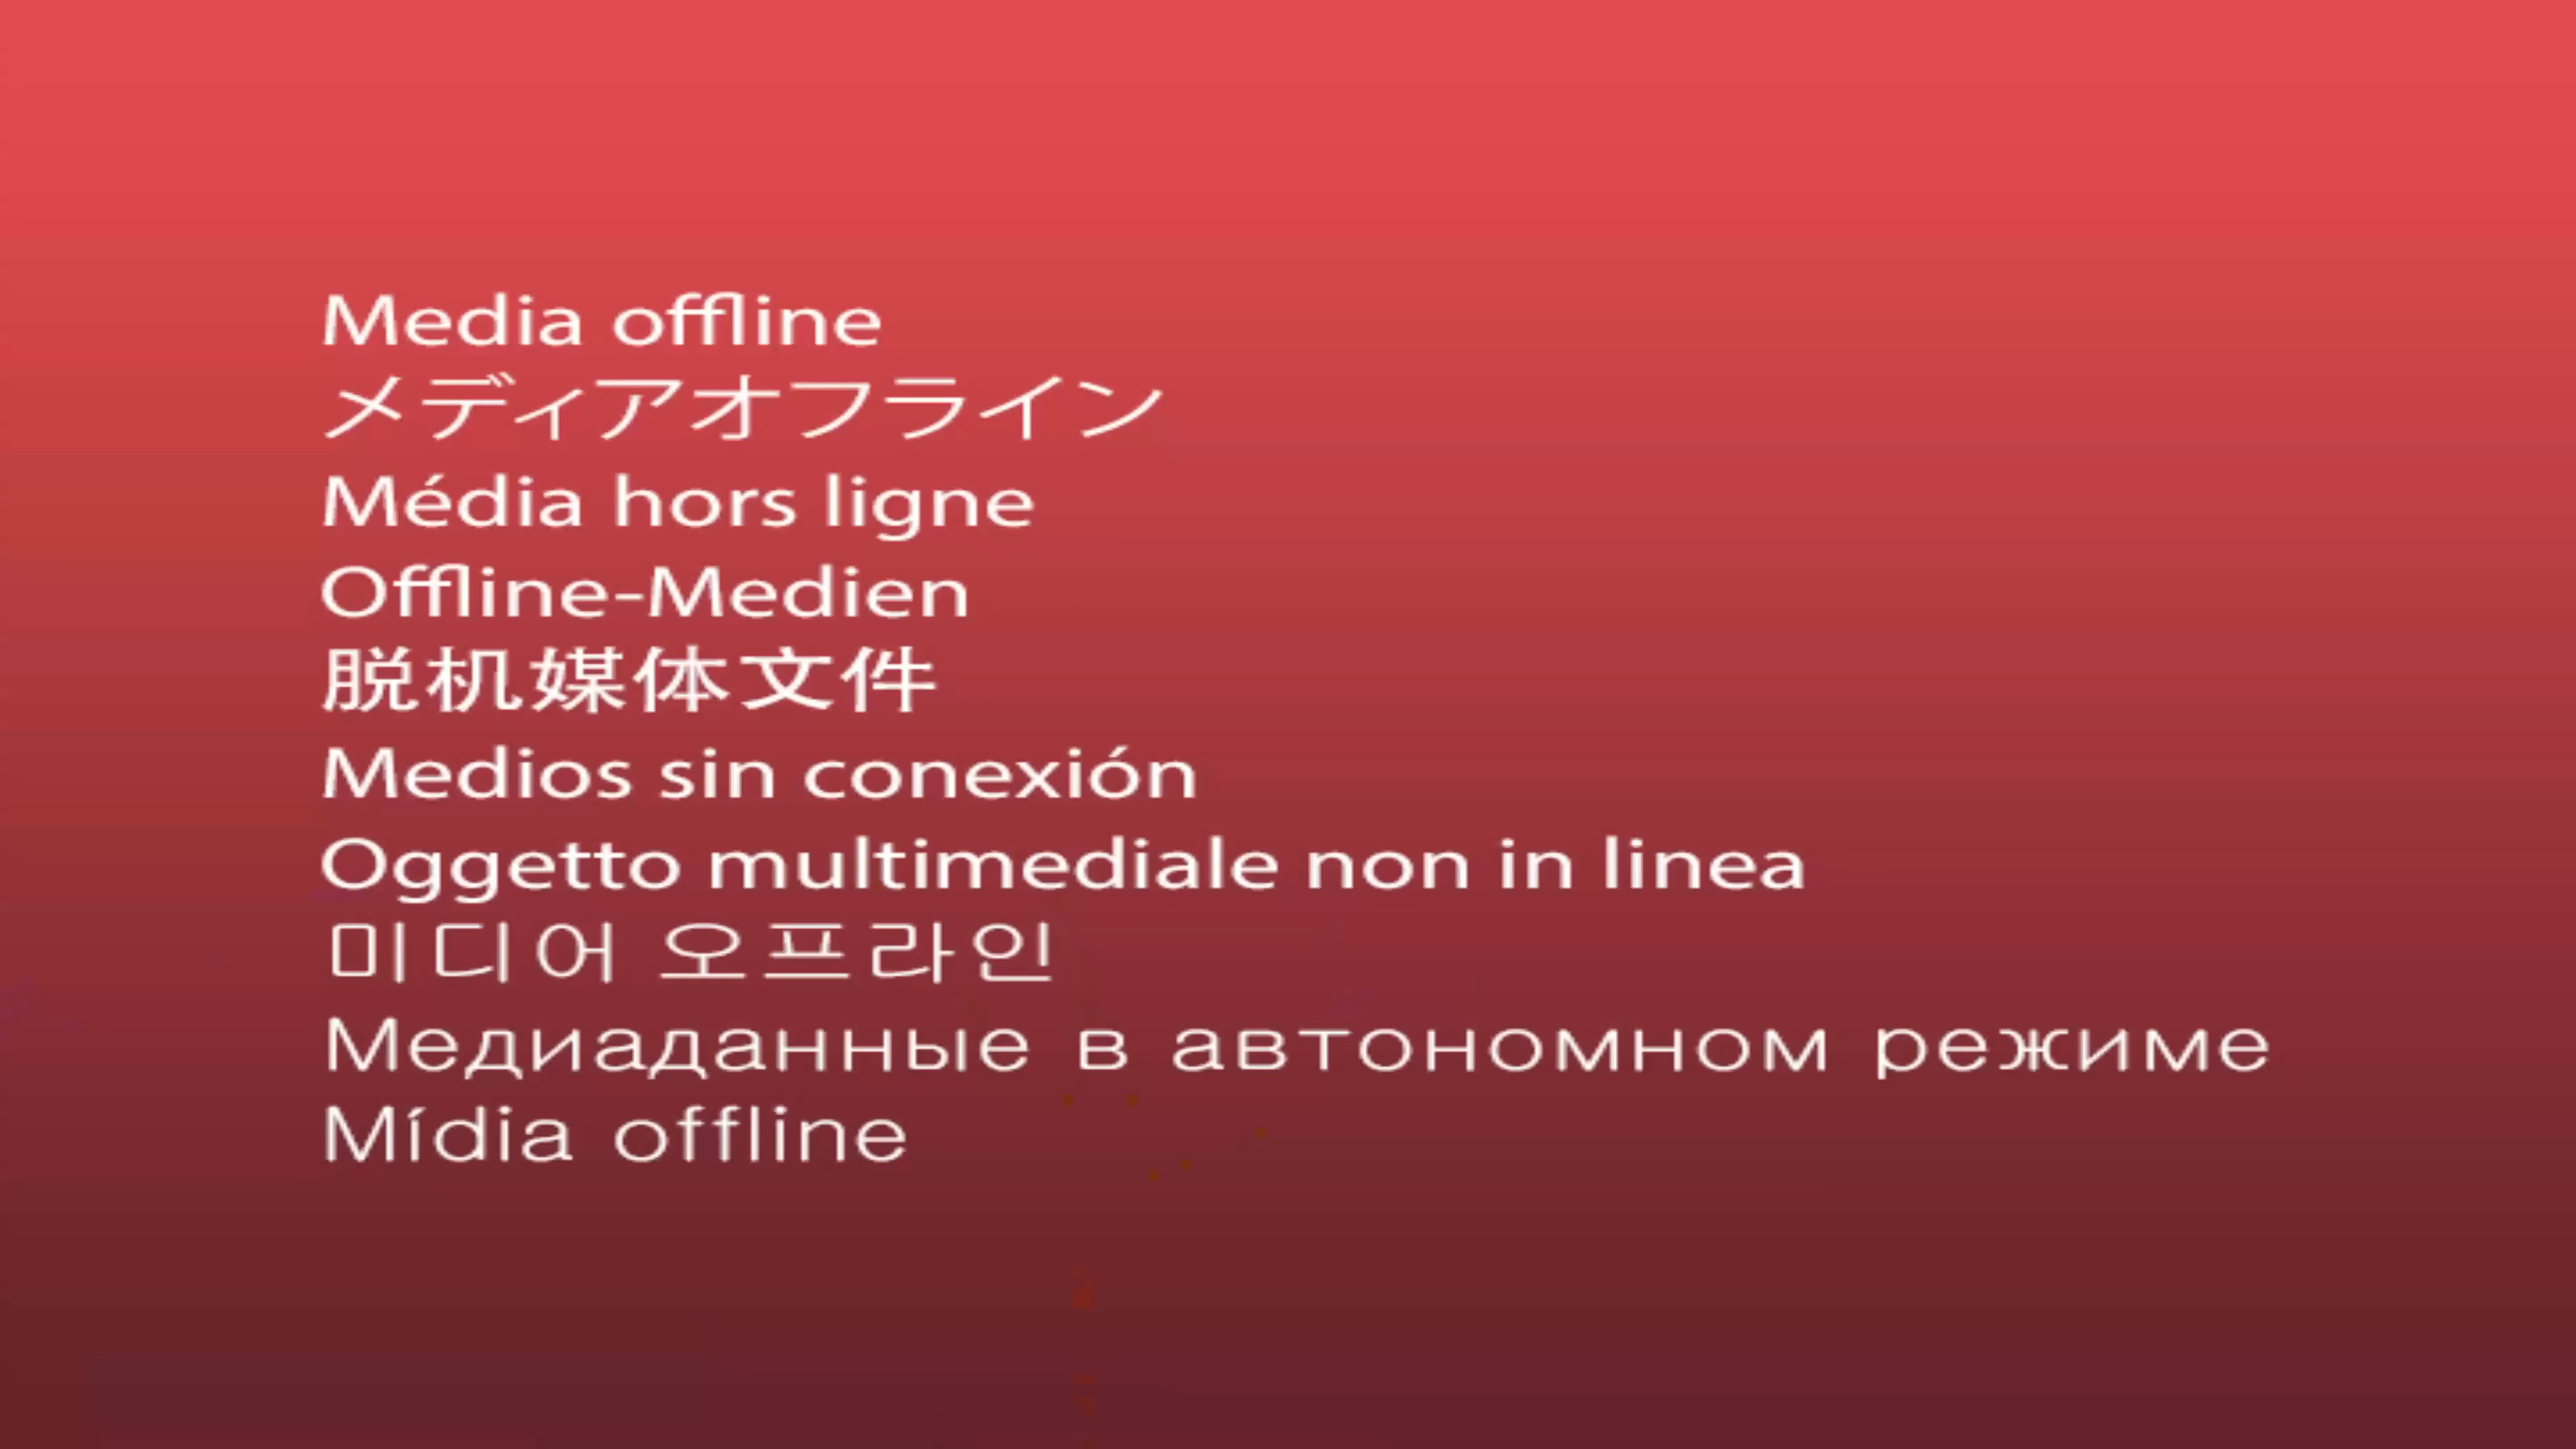 Media offline
メディアオフライン
Média hors ligne
Offline-Medien
脱机媒体文件
Medios sin conexión
Oggetto multimediale non in linea
미디어 오프라인
Медиаданные в автономном режиме
Mídia offline